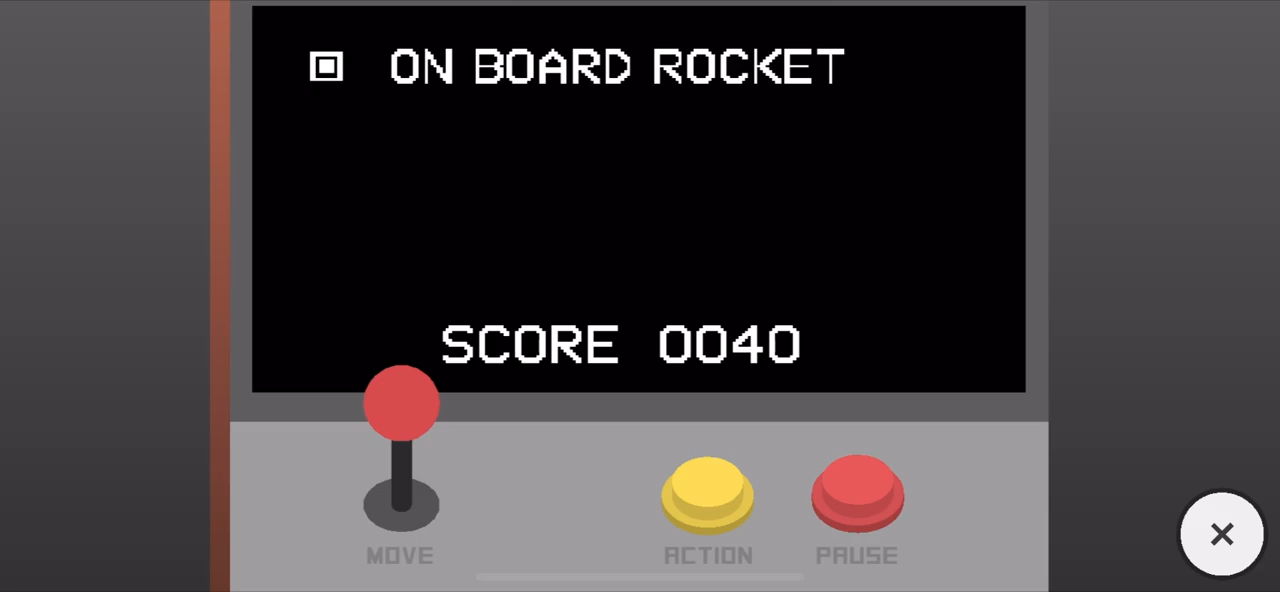 ON BOARD ROCKET
SCORE 0040
MOVE
ACTION
PAUSE